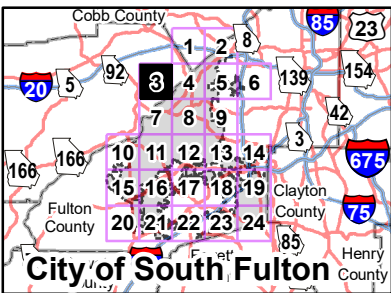 Cobb County
85
23
1 2
8
20
5
92
3 4 5 6
139
154
7 8 9
42
3
166
166
10 11 12 13 14
675
15 16 17 18 19
Clayton
County
75
Fulton
County
20 21 22 23 24
85
Henry
County
City of South Fulton